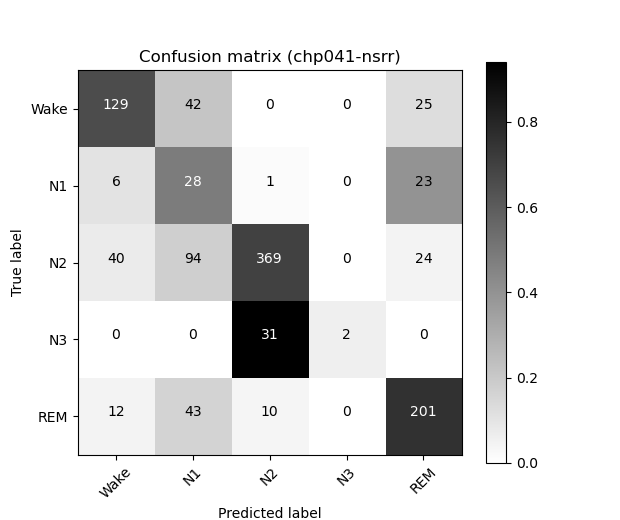 Confusion matrix (chp041-nsrr)
Wake 129 42 0 0 25
N1 6 28 1 0 23
N2 40 94 369 0 24
N3 0 0 31 2 0
REM 12 43 10 0 201
Wake N1 N2 N3 REM
True label
Predicted label
0.8
0.6
0.4
0.2
0.0